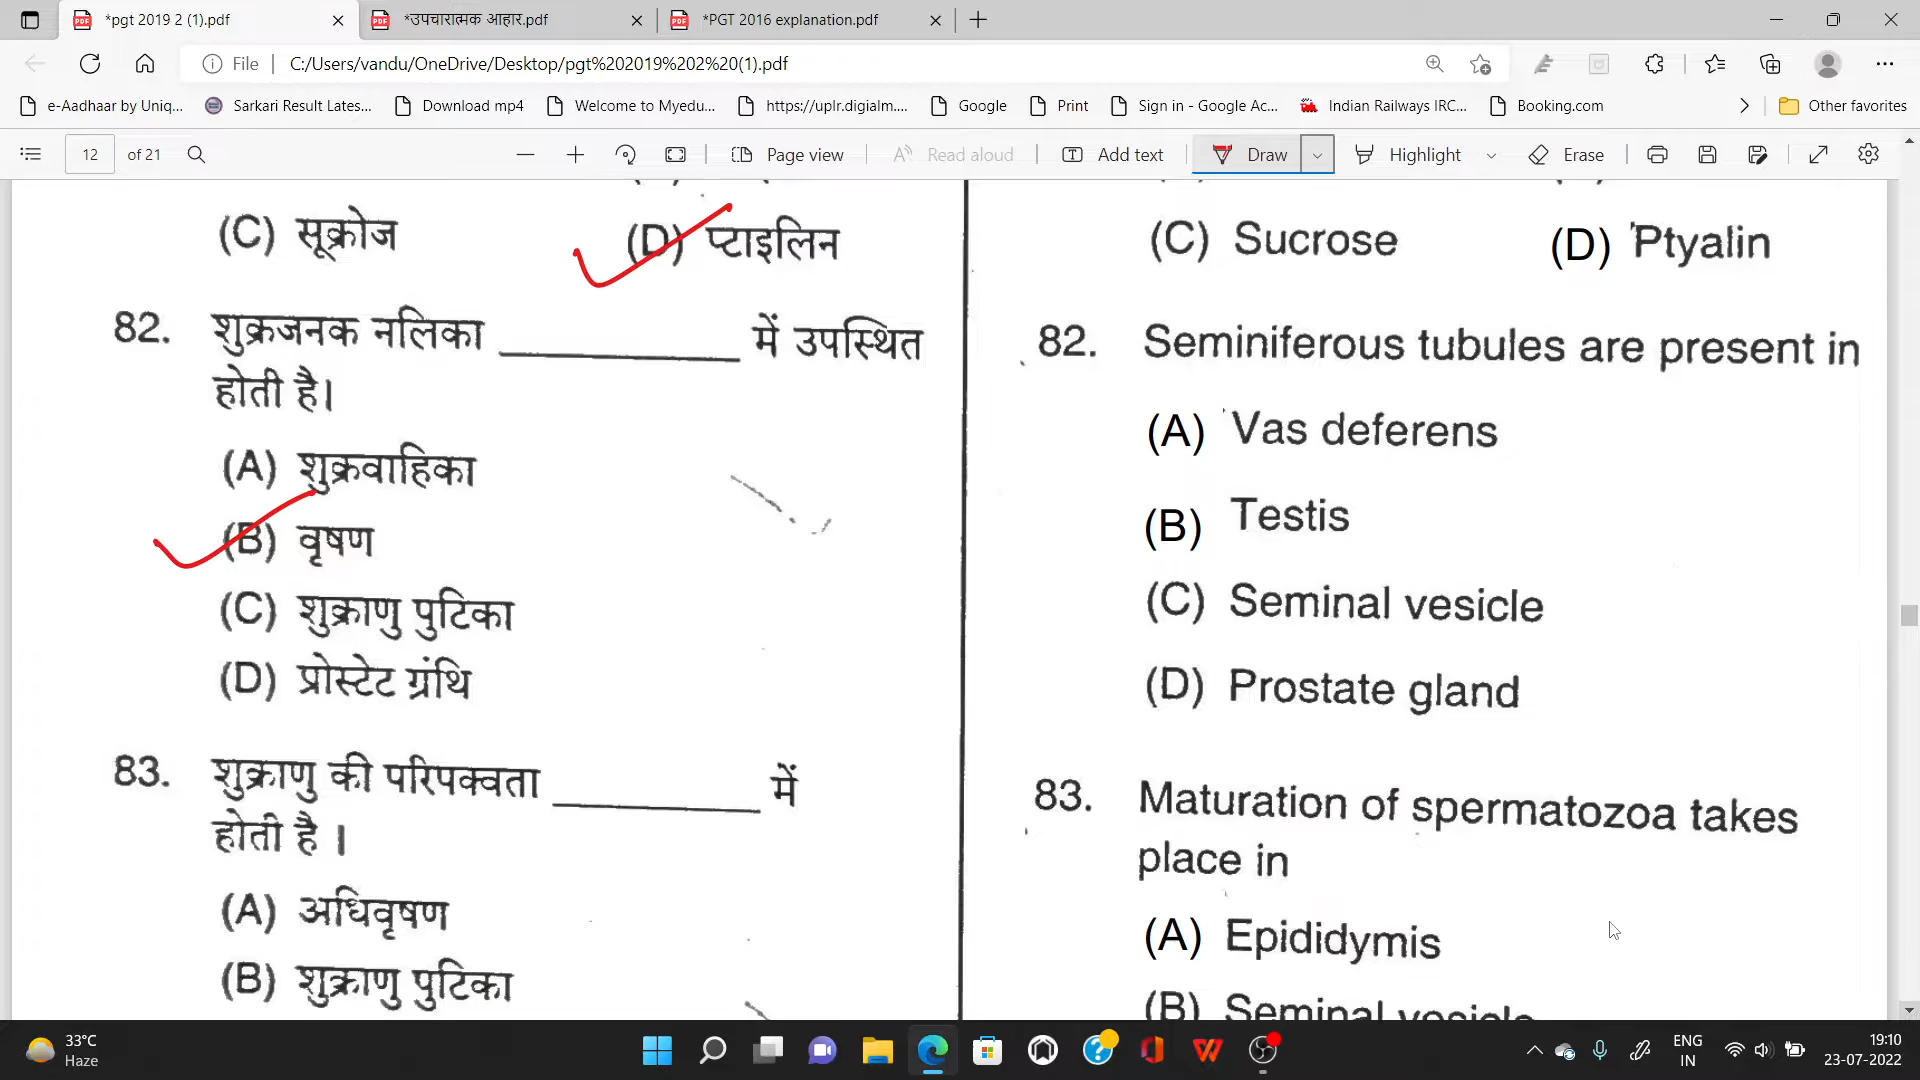 *pgt 2019 2 (1).pdf
*उपचारात्मक आहार.pdf
*PGT 2016 explanation.pdf
File
C:/Users/vandu/OneDrive/Desktop/pgt%202019%202%20(1).pdf
e-Aadhaar by Uniq...
Sarkari Result Lates...
Download mp4
Welcome to Myedu...
https://uplr.digialm....
Google
Print
Sign in - Google Ac...
Indian Railways IRC...
Booking.com
Other favorites
12 of 21
Page view
Read aloud
Add text
Draw
Highlight
Erase
(C) सूक्रोज (D) प्टाइलिन
82. शुक्रजनक नलिका __________ में उपस्थित
होती है।
(A) शुक्रवाहिका
(B) वृषण
(C) शुक्राणु पुटिका
(D) प्रोस्टेट ग्रंथि
83. शुक्राणु की परिपक्वता __________ में
होती है ।
(A) अधिवृषण
(B) शुक्राणु पुटिका
(C) Sucrose (D) Ptyalin
82. Seminiferous tubules are present in
(A) Vas deferens
(B) Testis
(C) Seminal vesicle
(D) Prostate gland
83. Maturation of spermatozoa takes
place in
(A) Epididymis
(B) Seminal vesicle
33°C
Haze
ENG
IN
19:10
23-07-2022